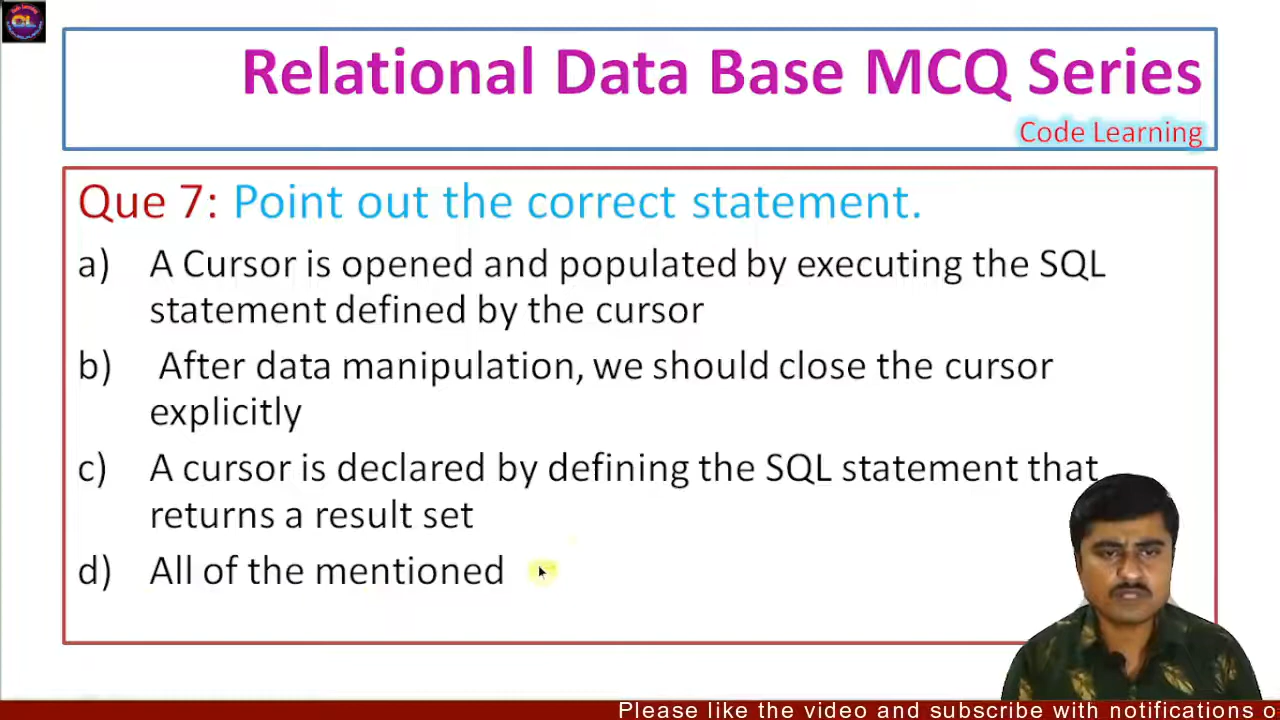 Relational Data Base MCQ Series
Code Learning
Que 7: Point out the correct statement.
a) A Cursor is opened and populated by executing the SQL
statement defined by the cursor
b) After data manipulation, we should close the cursor
explicitly
c) A cursor is declared by defining the SQL statement that
returns a result set
d) All of the mentioned
Please like the video and subscribe with notifications o